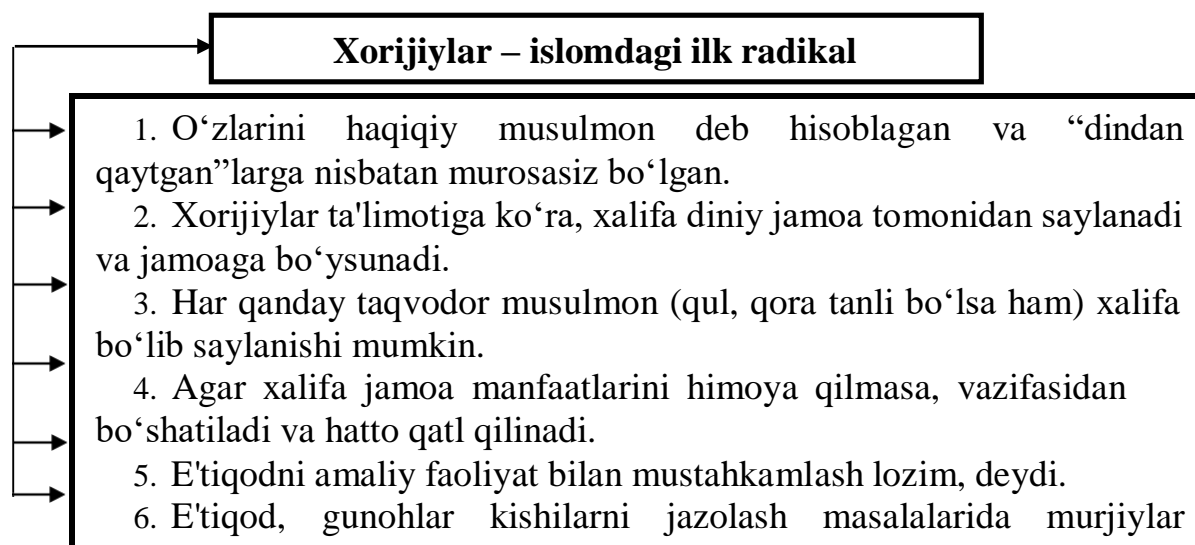 Xorijiylar – islomdagi ilk radikal
1. O‘zlarini haqiqiy musulmon deb hisoblagan va “dindan
qaytgan”larga nisbatan murosasiz bo‘lgan.
2. Xorijiylar ta'limotiga ko‘ra, xalifa diniy jamoa tomonidan saylanadi
va jamoaga bo‘ysunadi.
3. Har qanday taqvodor musulmon (qul, qora tanli bo‘lsa ham) xalifa
bo‘lib saylanishi mumkin.
4. Agar xalifa jamoa manfaatlarini himoya qilmasa, vazifasidan
bo‘shatiladi va hatto qatl qilinadi.
5. E'tiqodni amaliy faoliyat bilan mustahkamlash lozim, deydi.
6. E'tiqod, gunohlar kishilarni jazolash masalalarida murjiylar